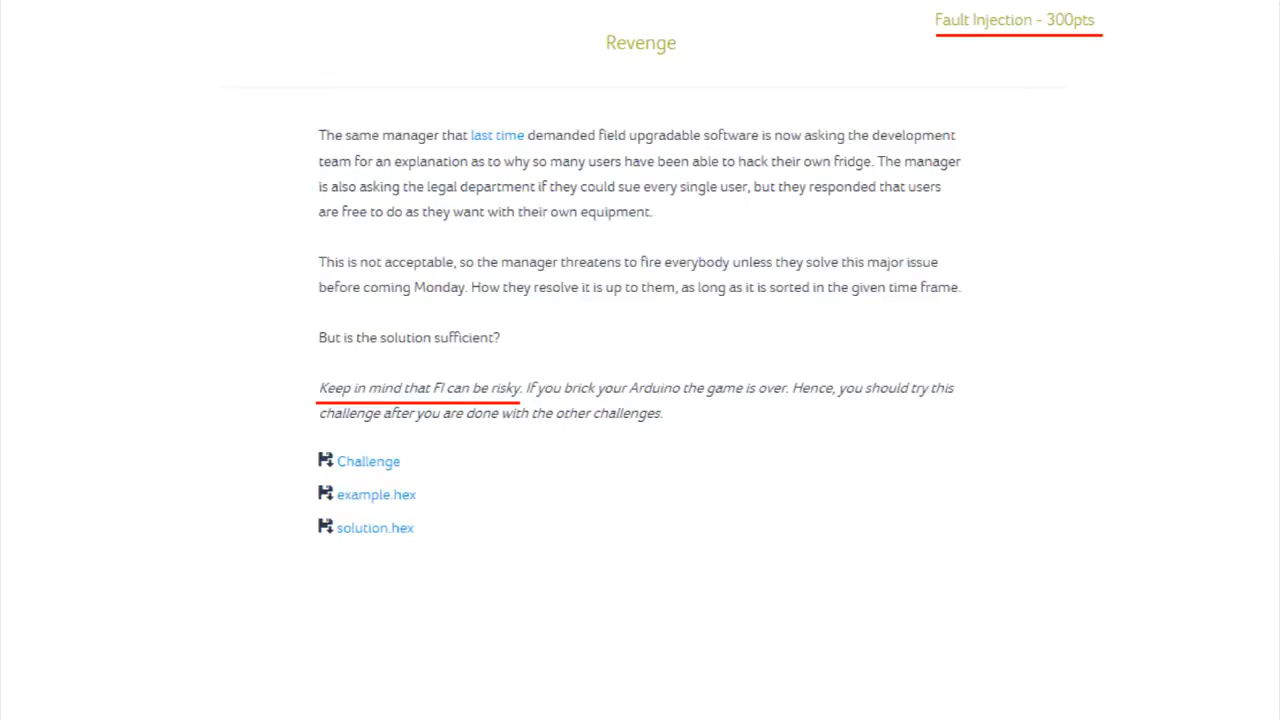 Fault Injection - 300pts
Revenge
The same manager that last time demanded field upgradable software is now asking the development
team for an explanation as to why so many users have been able to hack their own fridge. The manager
is also asking the legal department if they could sue every single user, but they responded that users
are free to do as they want with their own equipment.
This is not acceptable, so the manager threatens to fire everybody unless they solve this major issue
before coming Monday. How they resolve it is up to them, as long as it is sorted in the given time frame.
But is the solution sufficient?
Keep in mind that FI can be risky. If you brick your Arduino the game is over. Hence, you should try this
challenge after you are done with the other challenges.
Challenge
example.hex
solution.hex